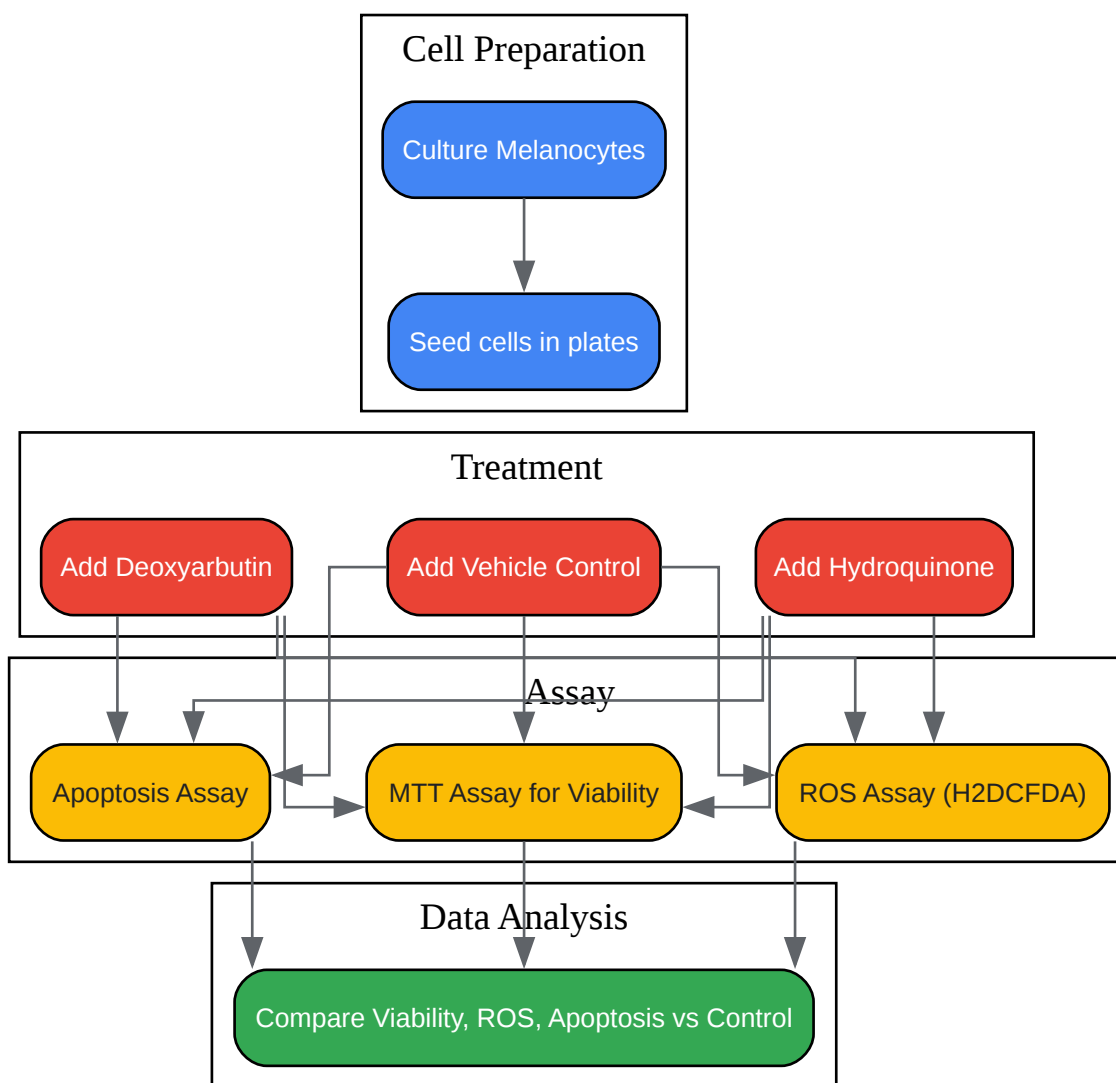 Cell Preparation
Culture Melanocytes
Seed cells in plates
Treatment
Add Deoxyarbutin
Add Vehicle Control
Add Hydroquinone
Assay
Apoptosis Assay
MTT Assay for Viability
ROS Assay (H2DCFDA)
Data Analysis
Compare Viability, ROS, Apoptosis vs Control